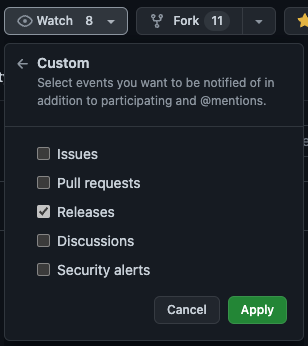 Watch 8
Fork 11
Custom
Select events you want to be notified of in
addition to participating and @mentions.
Issues
Pull requests
Releases
Discussions
Security alerts
Cancel
Apply